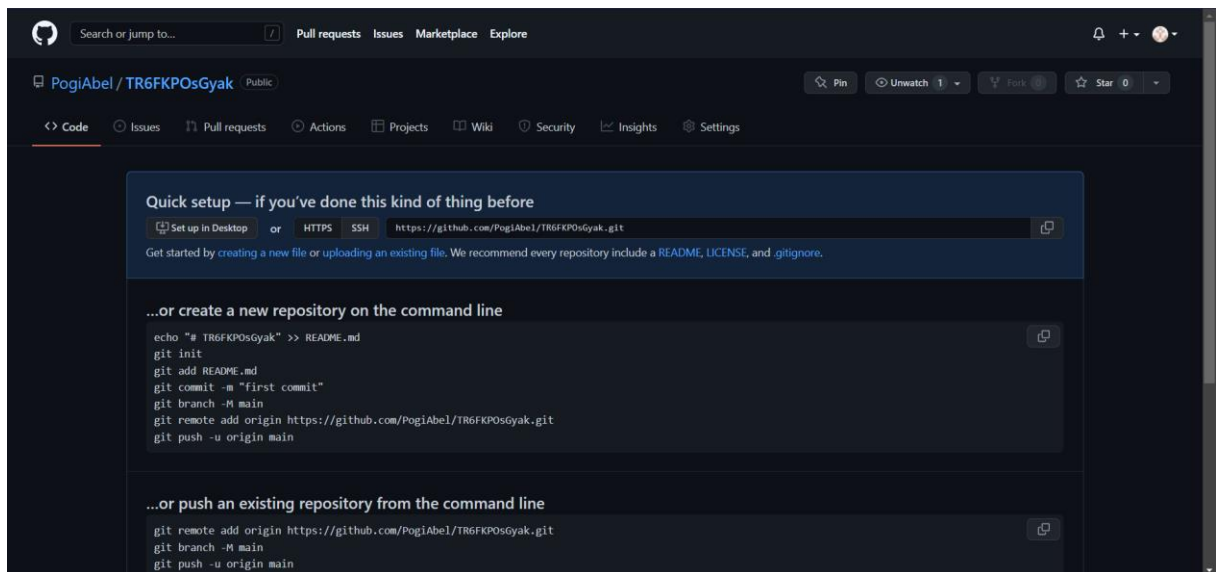 Search or jump to... / Pull requests Issues Marketplace Explore
PogiAbel / TR6FKPOsGyak Public
Pin Unwatch 1 Fork 0 Star 0
Code Issues Pull requests Actions Projects Wiki Security Insights Settings
Quick setup — if you've done this kind of thing before
Set up in Desktop or HTTPS SSH https://github.com/PogiAbel/TR6FKPOsGyak.git
Get started by creating a new file or uploading an existing file. We recommend every repository include a README, LICENSE, and .gitignore.
...or create a new repository on the command line
echo "# TR6FKPOsGyak" >> README.md
git init
git add README.md
git commit -m "first commit"
git branch -M main
git remote add origin https://github.com/PogiAbel/TR6FKPOsGyak.git
git push -u origin main
...or push an existing repository from the command line
git remote add origin https://github.com/PogiAbel/TR6FKPOsGyak.git
git branch -M main
git push -u origin main